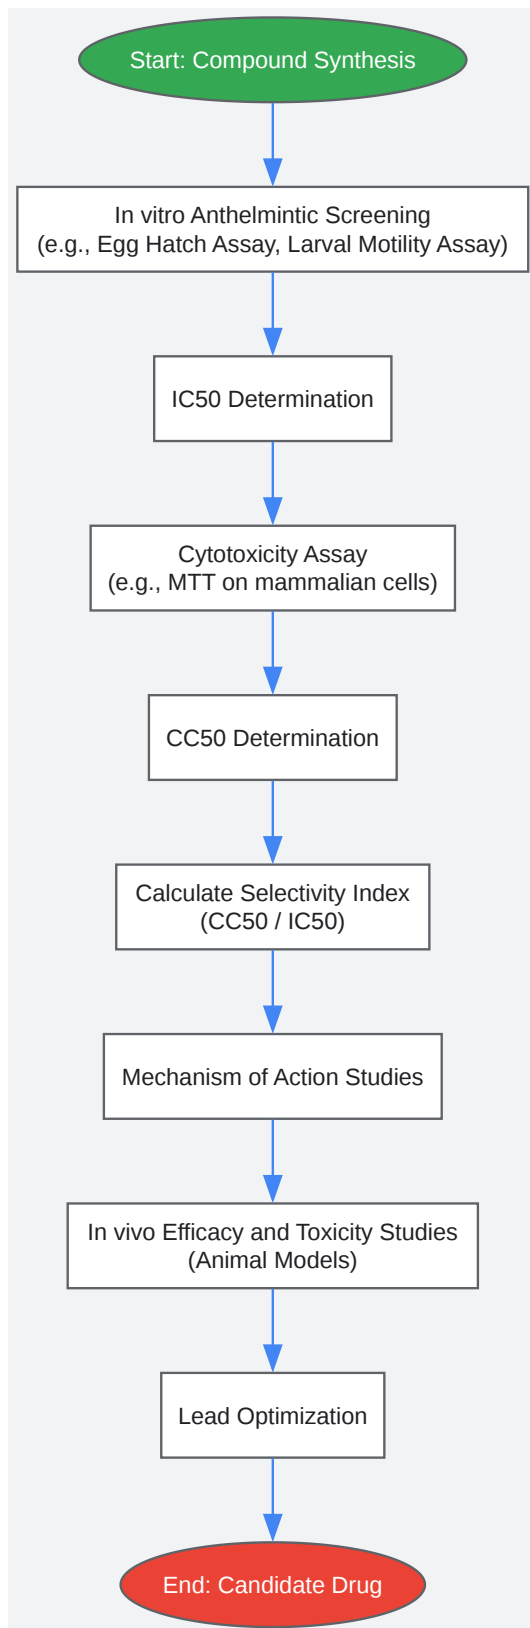 Start: Compound Synthesis
In vitro Anthelmintic Screening
(e.g., Egg Hatch Assay, Larval Motility Assay)
IC50 Determination
Cytotoxicity Assay
(e.g., MTT on mammalian cells)
CC50 Determination
Calculate Selectivity Index
(CC50 / IC50)
Mechanism of Action Studies
In vivo Efficacy and Toxicity Studies
(Animal Models)
Lead Optimization
End: Candidate Drug